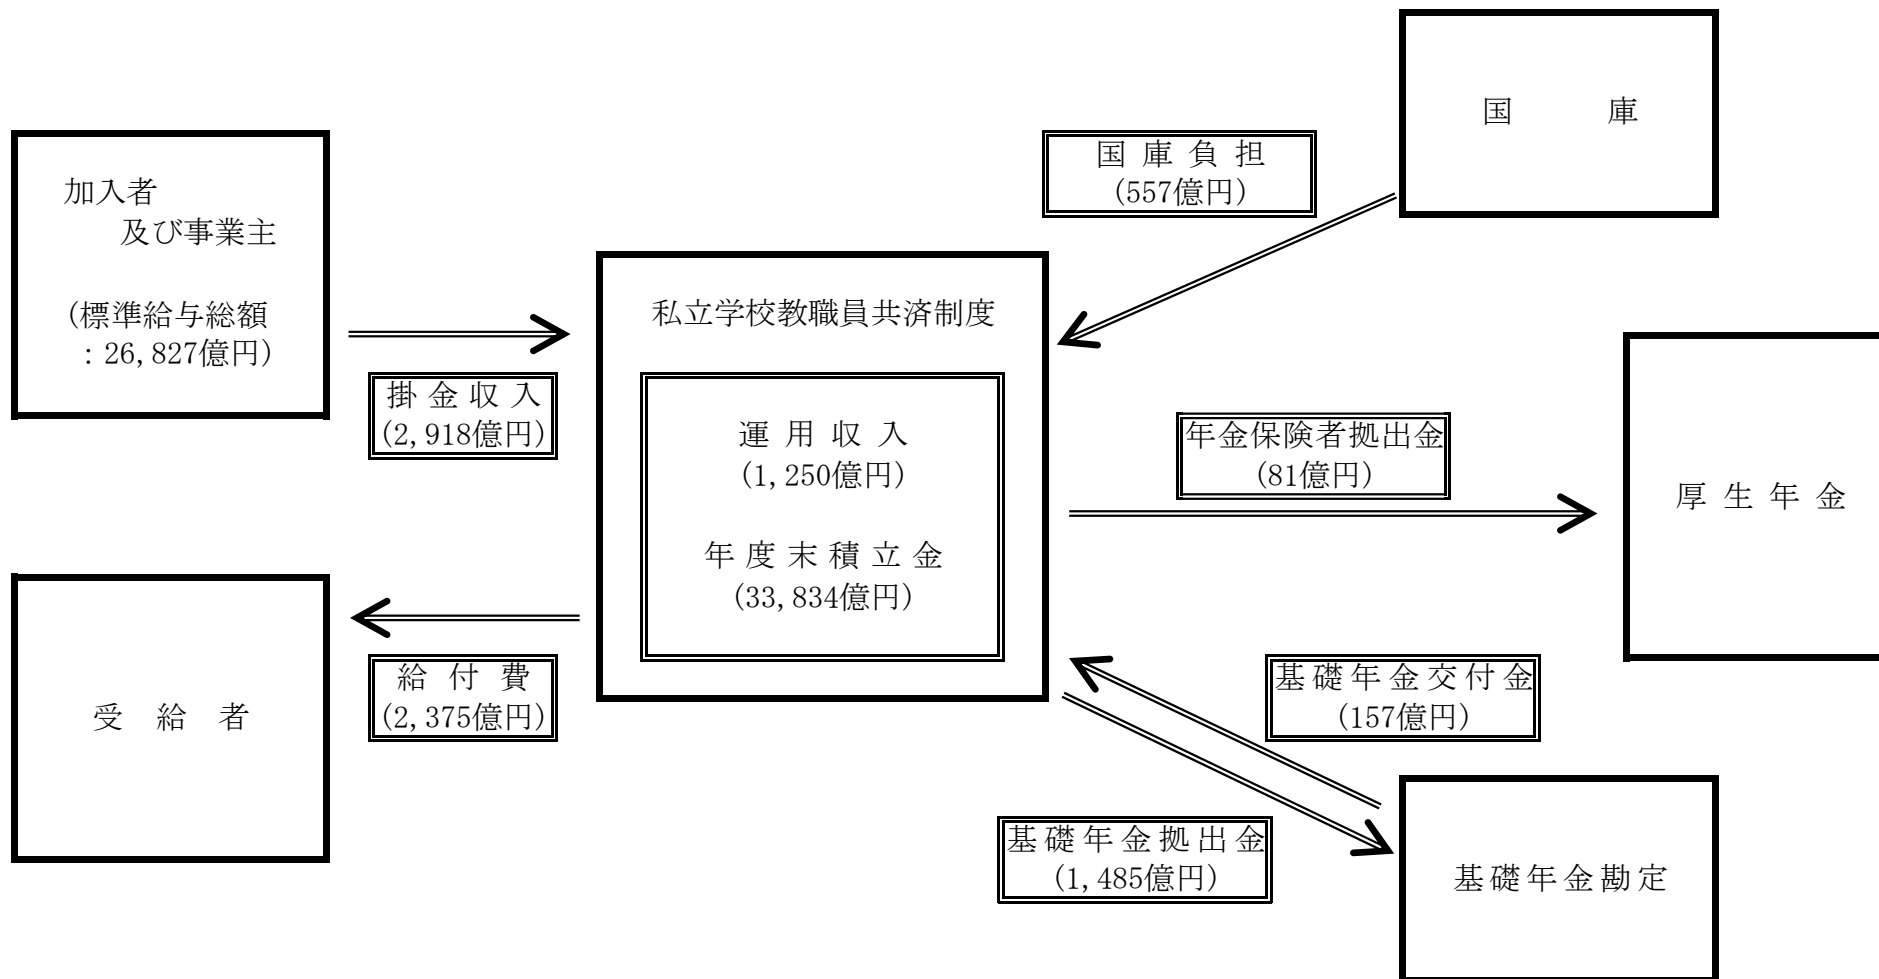 国庫
国庫負担
(557億円)
加入者
及び事業主
(標準給与総額
:26,827億円)
掛金収入
(2,918億円)
私立学校教職員共済制度
運用収入
(1,250億円)
年度末積立金
(33,834億円)
年金保険者拠出金
(81億円)
厚生年金
受給者
給付費
(2,375億円)
基礎年金交付金
(157億円)
基礎年金拠出金
(1,485億円)
基礎年金勘定